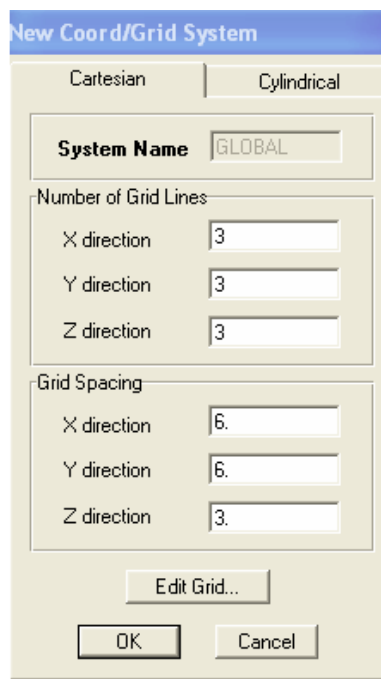 New Coord/Grid System
Cartesian Cylindrical
System Name GLOBAL
Number of Grid Lines
X direction 3
Y direction 3
Z direction 3
Grid Spacing
X direction 6.
Y direction 6.
Z direction 3.
Edit Grid...
OK Cancel